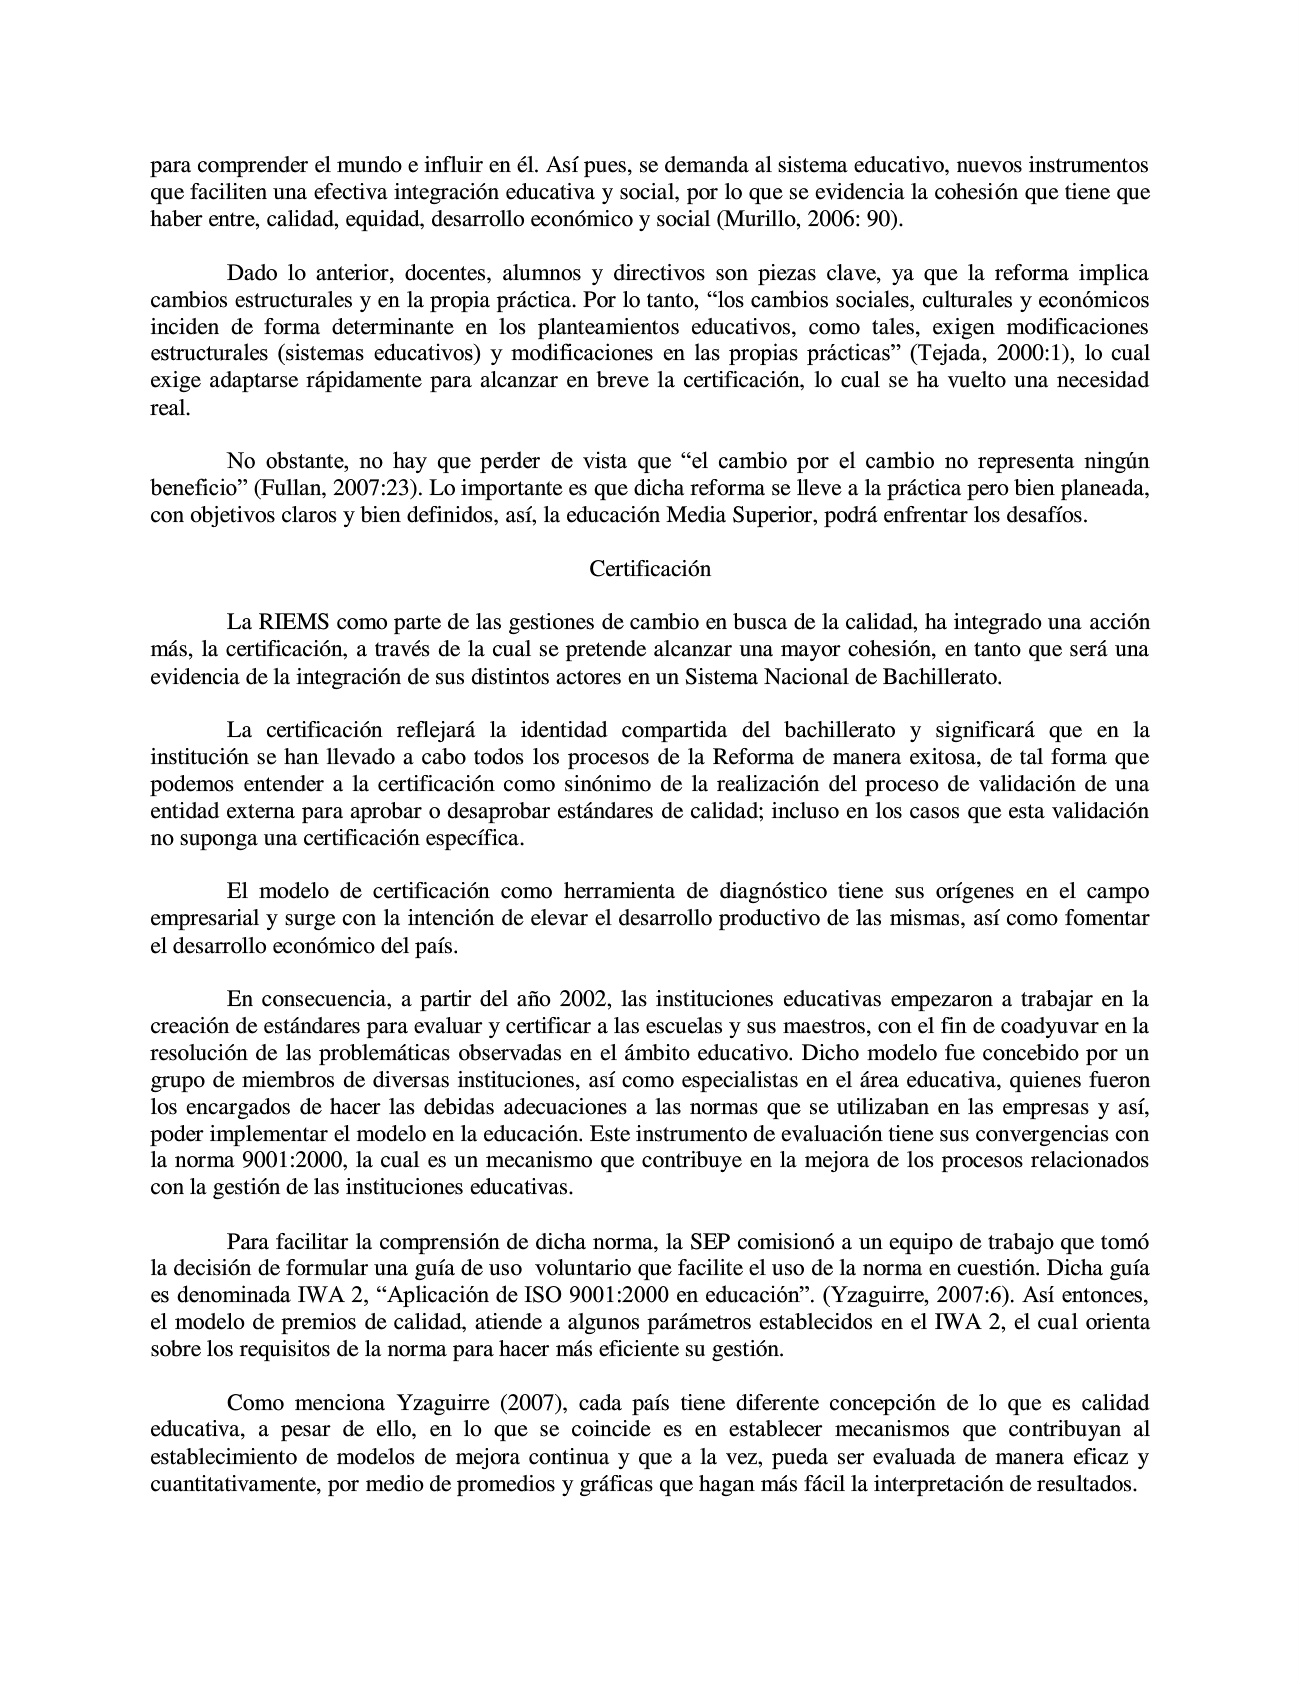 para comprender el mundo e influir en él. Así pues, se demanda al sistema educativo, nuevos instrumentos
que faciliten una efectiva integración educativa y social, por lo que se evidencia la cohesión que tiene que
haber entre, calidad, equidad, desarrollo económico y social (Murillo, 2006: 90).
Dado lo anterior, docentes, alumnos y directivos son piezas clave, ya que la reforma implica
cambios estructurales y en la propia práctica. Por lo tanto, “los cambios sociales, culturales y económicos
inciden de forma determinante en los planteamientos educativos, como tales, exigen modificaciones
estructurales (sistemas educativos) y modificaciones en las propias prácticas” (Tejada, 2000:1), lo cual
exige adaptarse rápidamente para alcanzar en breve la certificación, lo cual se ha vuelto una necesidad
real.
No obstante, no hay que perder de vista que “el cambio por el cambio no representa ningún
beneficio” (Fullan, 2007:23). Lo importante es que dicha reforma se lleve a la práctica pero bien planeada,
con objetivos claros y bien definidos, así, la educación Media Superior, podrá enfrentar los desafíos.
Certificación
La RIEMS como parte de las gestiones de cambio en busca de la calidad, ha integrado una acción
más, la certificación, a través de la cual se pretende alcanzar una mayor cohesión, en tanto que será una
evidencia de la integración de sus distintos actores en un Sistema Nacional de Bachillerato.
La certificación reflejará la identidad compartida del bachillerato y significará que en la
institución se han llevado a cabo todos los procesos de la Reforma de manera exitosa, de tal forma que
podemos entender a la certificación como sinónimo de la realización del proceso de validación de una
entidad externa para aprobar o desaprobar estándares de calidad; incluso en los casos que esta validación
no suponga una certificación específica.
El modelo de certificación como herramienta de diagnóstico tiene sus orígenes en el campo
empresarial y surge con la intención de elevar el desarrollo productivo de las mismas, así como fomentar
el desarrollo económico del país.
En consecuencia, a partir del año 2002, las instituciones educativas empezaron a trabajar en la
creación de estándares para evaluar y certificar a las escuelas y sus maestros, con el fin de coadyuvar en la
resolución de las problemáticas observadas en el ámbito educativo. Dicho modelo fue concebido por un
grupo de miembros de diversas instituciones, así como especialistas en el área educativa, quienes fueron
los encargados de hacer las debidas adecuaciones a las normas que se utilizaban en las empresas y así,
poder implementar el modelo en la educación. Este instrumento de evaluación tiene sus convergencias con
la norma 9001:2000, la cual es un mecanismo que contribuye en la mejora de los procesos relacionados
con la gestión de las instituciones educativas.
Para facilitar la comprensión de dicha norma, la SEP comisionó a un equipo de trabajo que tomó
la decisión de formular una guía de uso  voluntario que facilite el uso de la norma en cuestión. Dicha guía
es denominada IWA 2, “Aplicación de ISO 9001:2000 en educación”. (Yzaguirre, 2007:6). Así entonces,
el modelo de premios de calidad, atiende a algunos parámetros establecidos en el IWA 2, el cual orienta
sobre los requisitos de la norma para hacer más eficiente su gestión.
Como menciona Yzaguirre (2007), cada país tiene diferente concepción de lo que es calidad
educativa, a pesar de ello, en lo que se coincide es en establecer mecanismos que contribuyan al
establecimiento de modelos de mejora continua y que a la vez, pueda ser evaluada de manera eficaz y
cuantitativamente, por medio de promedios y gráficas que hagan más fácil la interpretación de resultados.